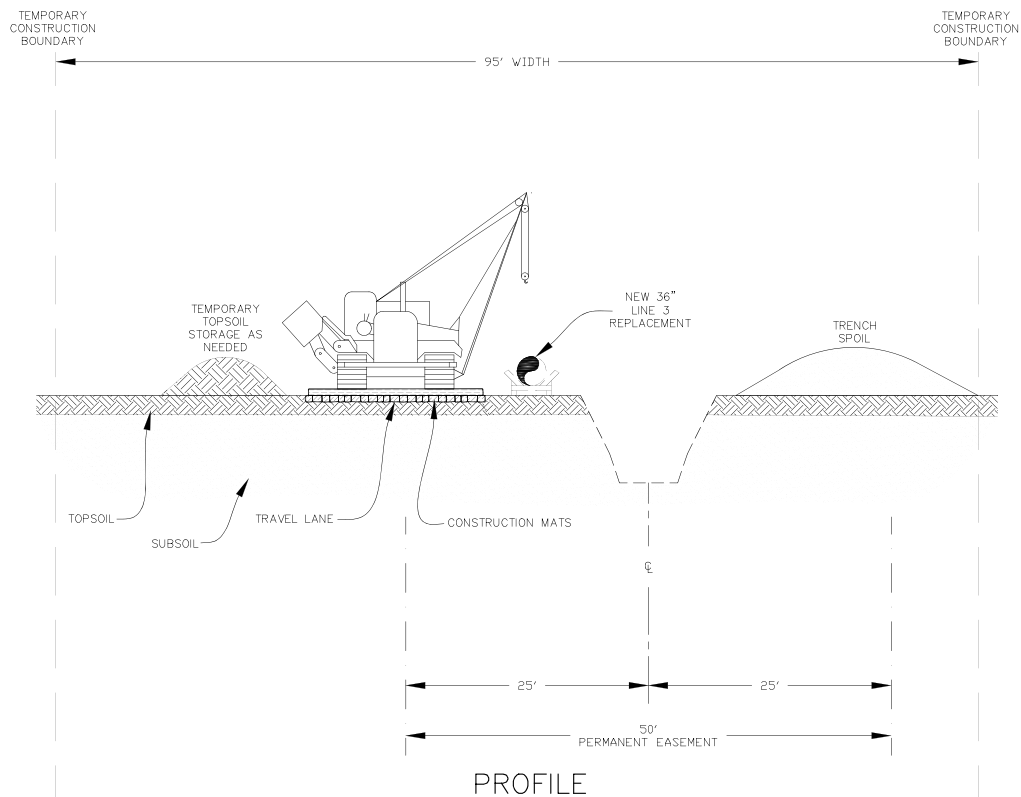 TEMPORARY
CONSTRUCTION
BOUNDARY
TEMPORARY
CONSTRUCTION
BOUNDARY
95' WIDTH
TEMPORARY
TOPSOIL
STORAGE AS
NEEDED
NEW 36"
LINE 3
REPLACEMENT
TRENCH
SPOIL
TOPSOIL
SUBSOIL
TRAVEL LANE
CONSTRUCTION MATS
℄
25'
25'
50'
PERMANENT EASEMENT
PROFILE